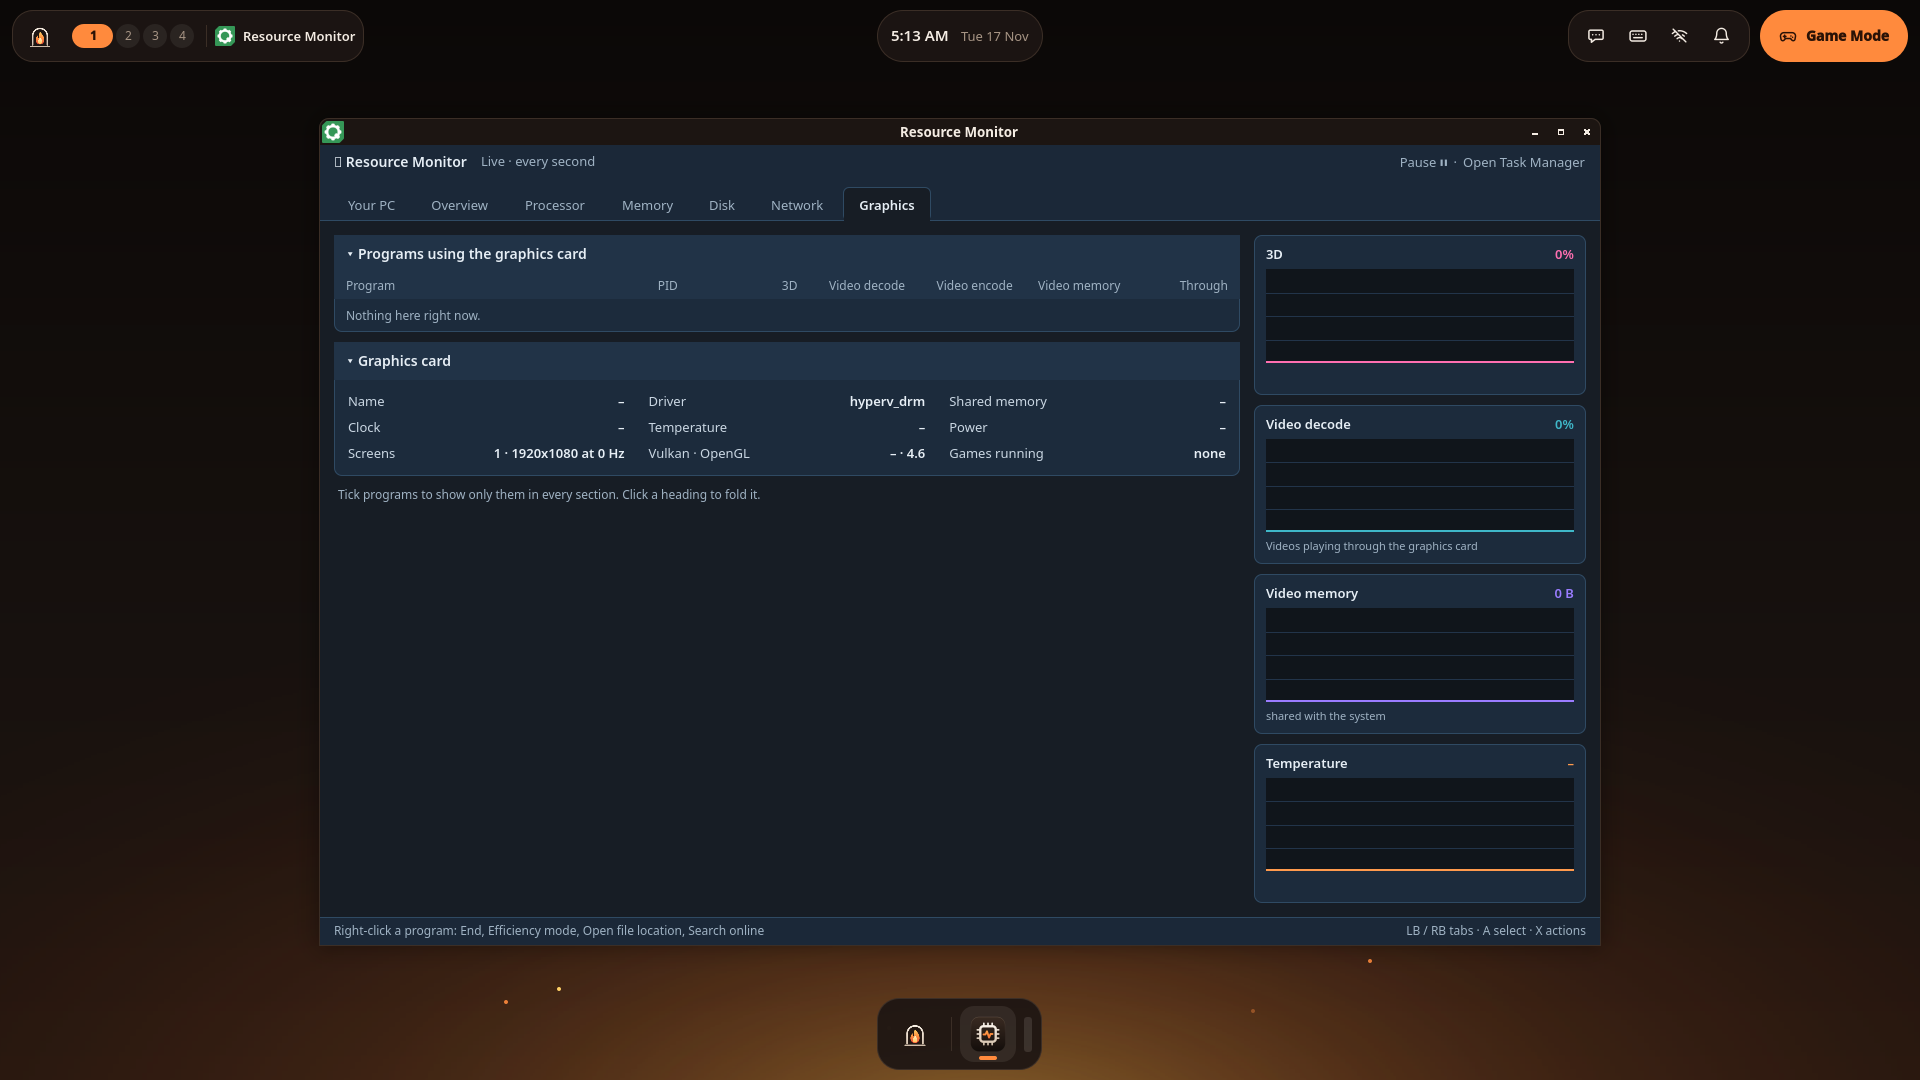 1 2 3 4 Resource Monitor
5:13 AM Tue 17 Nov
Game Mode
Resource Monitor
Resource Monitor Live · every second
Pause · Open Task Manager
Your PC Overview Processor Memory Disk Network Graphics
Programs using the graphics card
Program PID 3D Video decode Video encode Video memory Through
Nothing here right now.
Graphics card
Name – Driver hyperv_drm Shared memory –
Clock – Temperature – Power –
Screens 1 · 1920x1080 at 0 Hz Vulkan · OpenGL – · 4.6 Games running none
Tick programs to show only them in every section. Click a heading to fold it.
3D 0%
Video decode 0%
Videos playing through the graphics card
Video memory 0 B
shared with the system
Temperature –
Right-click a program: End, Efficiency mode, Open file location, Search online
LB / RB tabs · A select · X actions